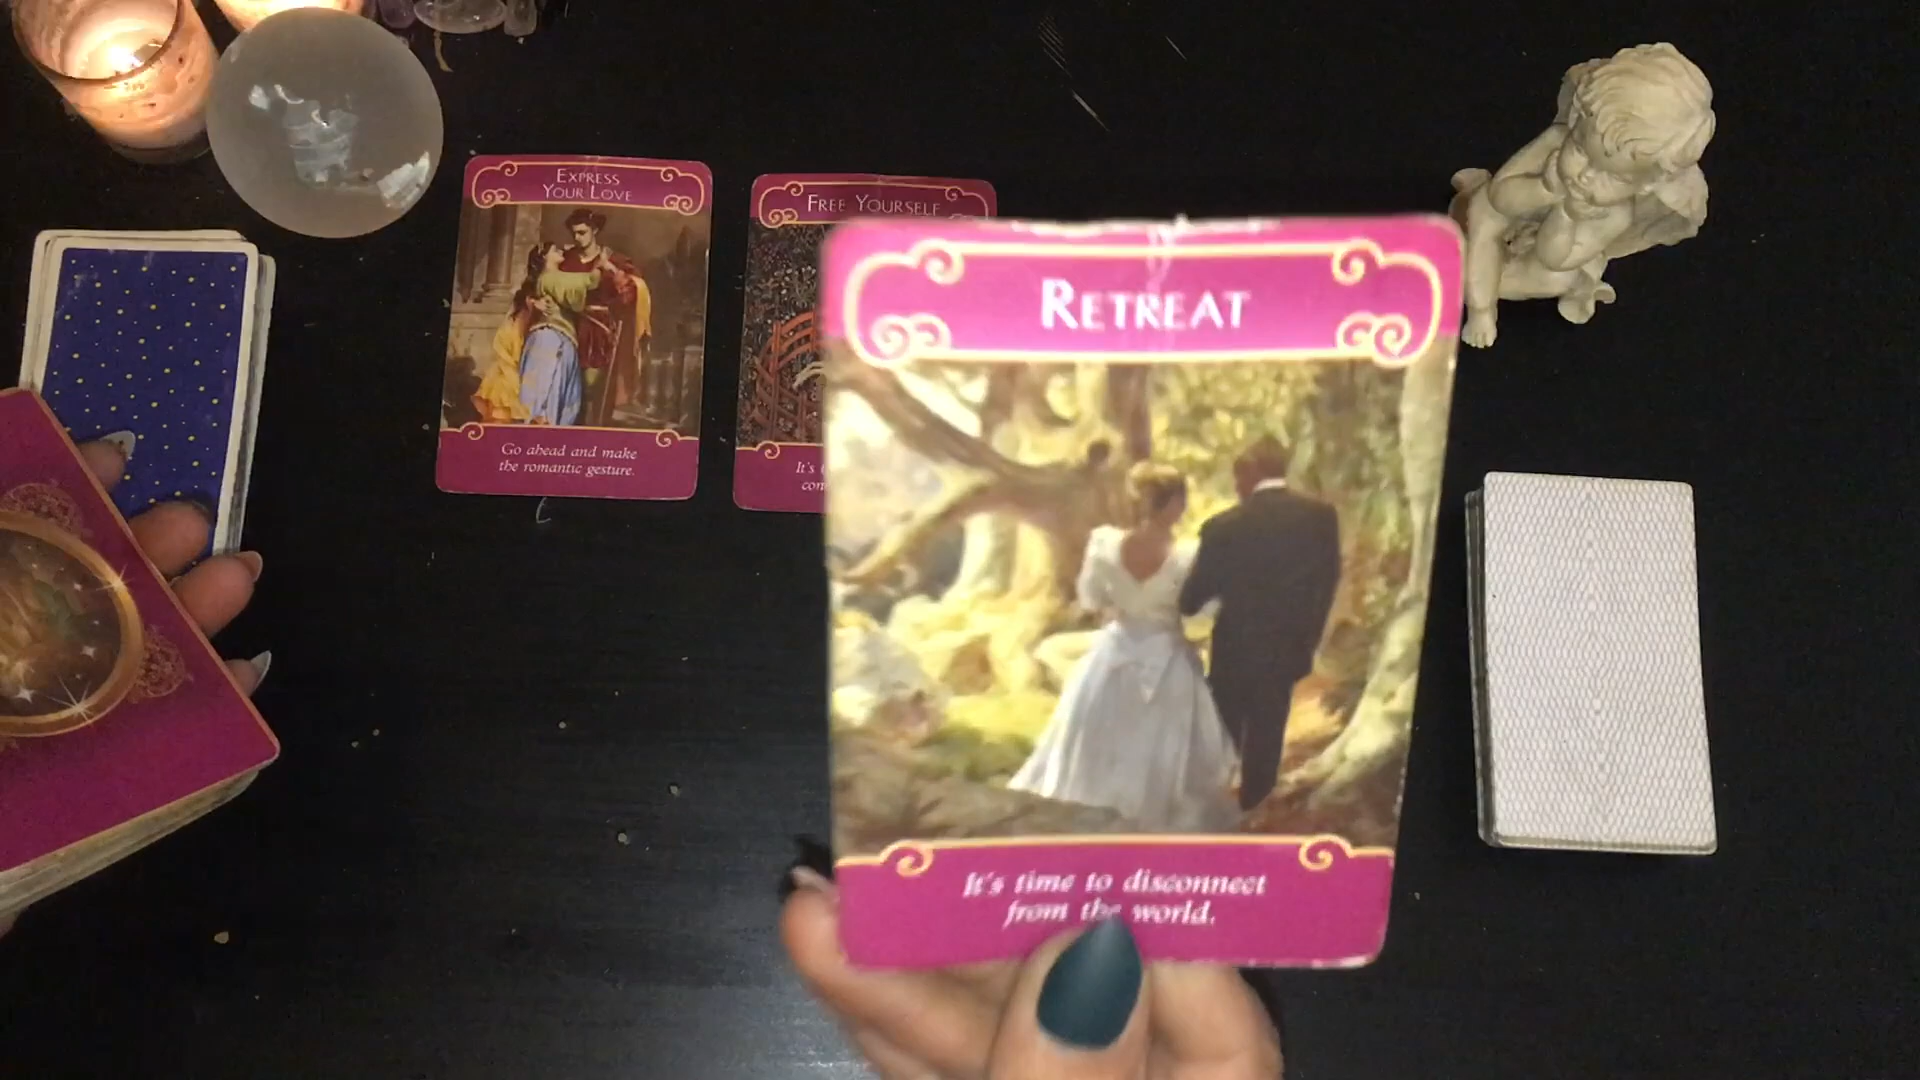 EXPRESS
YOUR LOVE
Go ahead and make
the romantic gesture.
FREE YOURSELF
It's
RETREAT
It's time to disconnect
from the world.